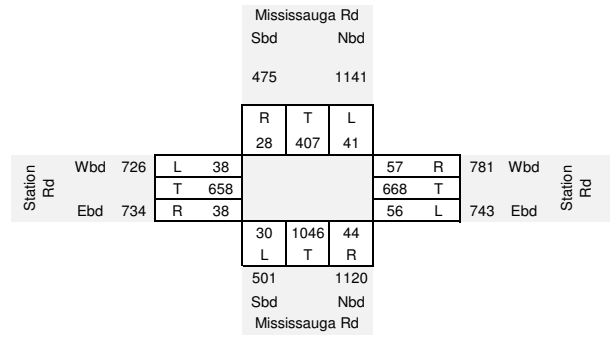 Mississauga Rd
Sbd Nbd
475 1141
R T L
28 407 41
Station Rd
Wbd 726 L 38 57 R 781 Wbd
T 658 668 T
Ebd 734 R 38 56 L 743 Ebd
Station Rd
30 1046 44
L T R
501 1120
Sbd Nbd
Mississauga Rd